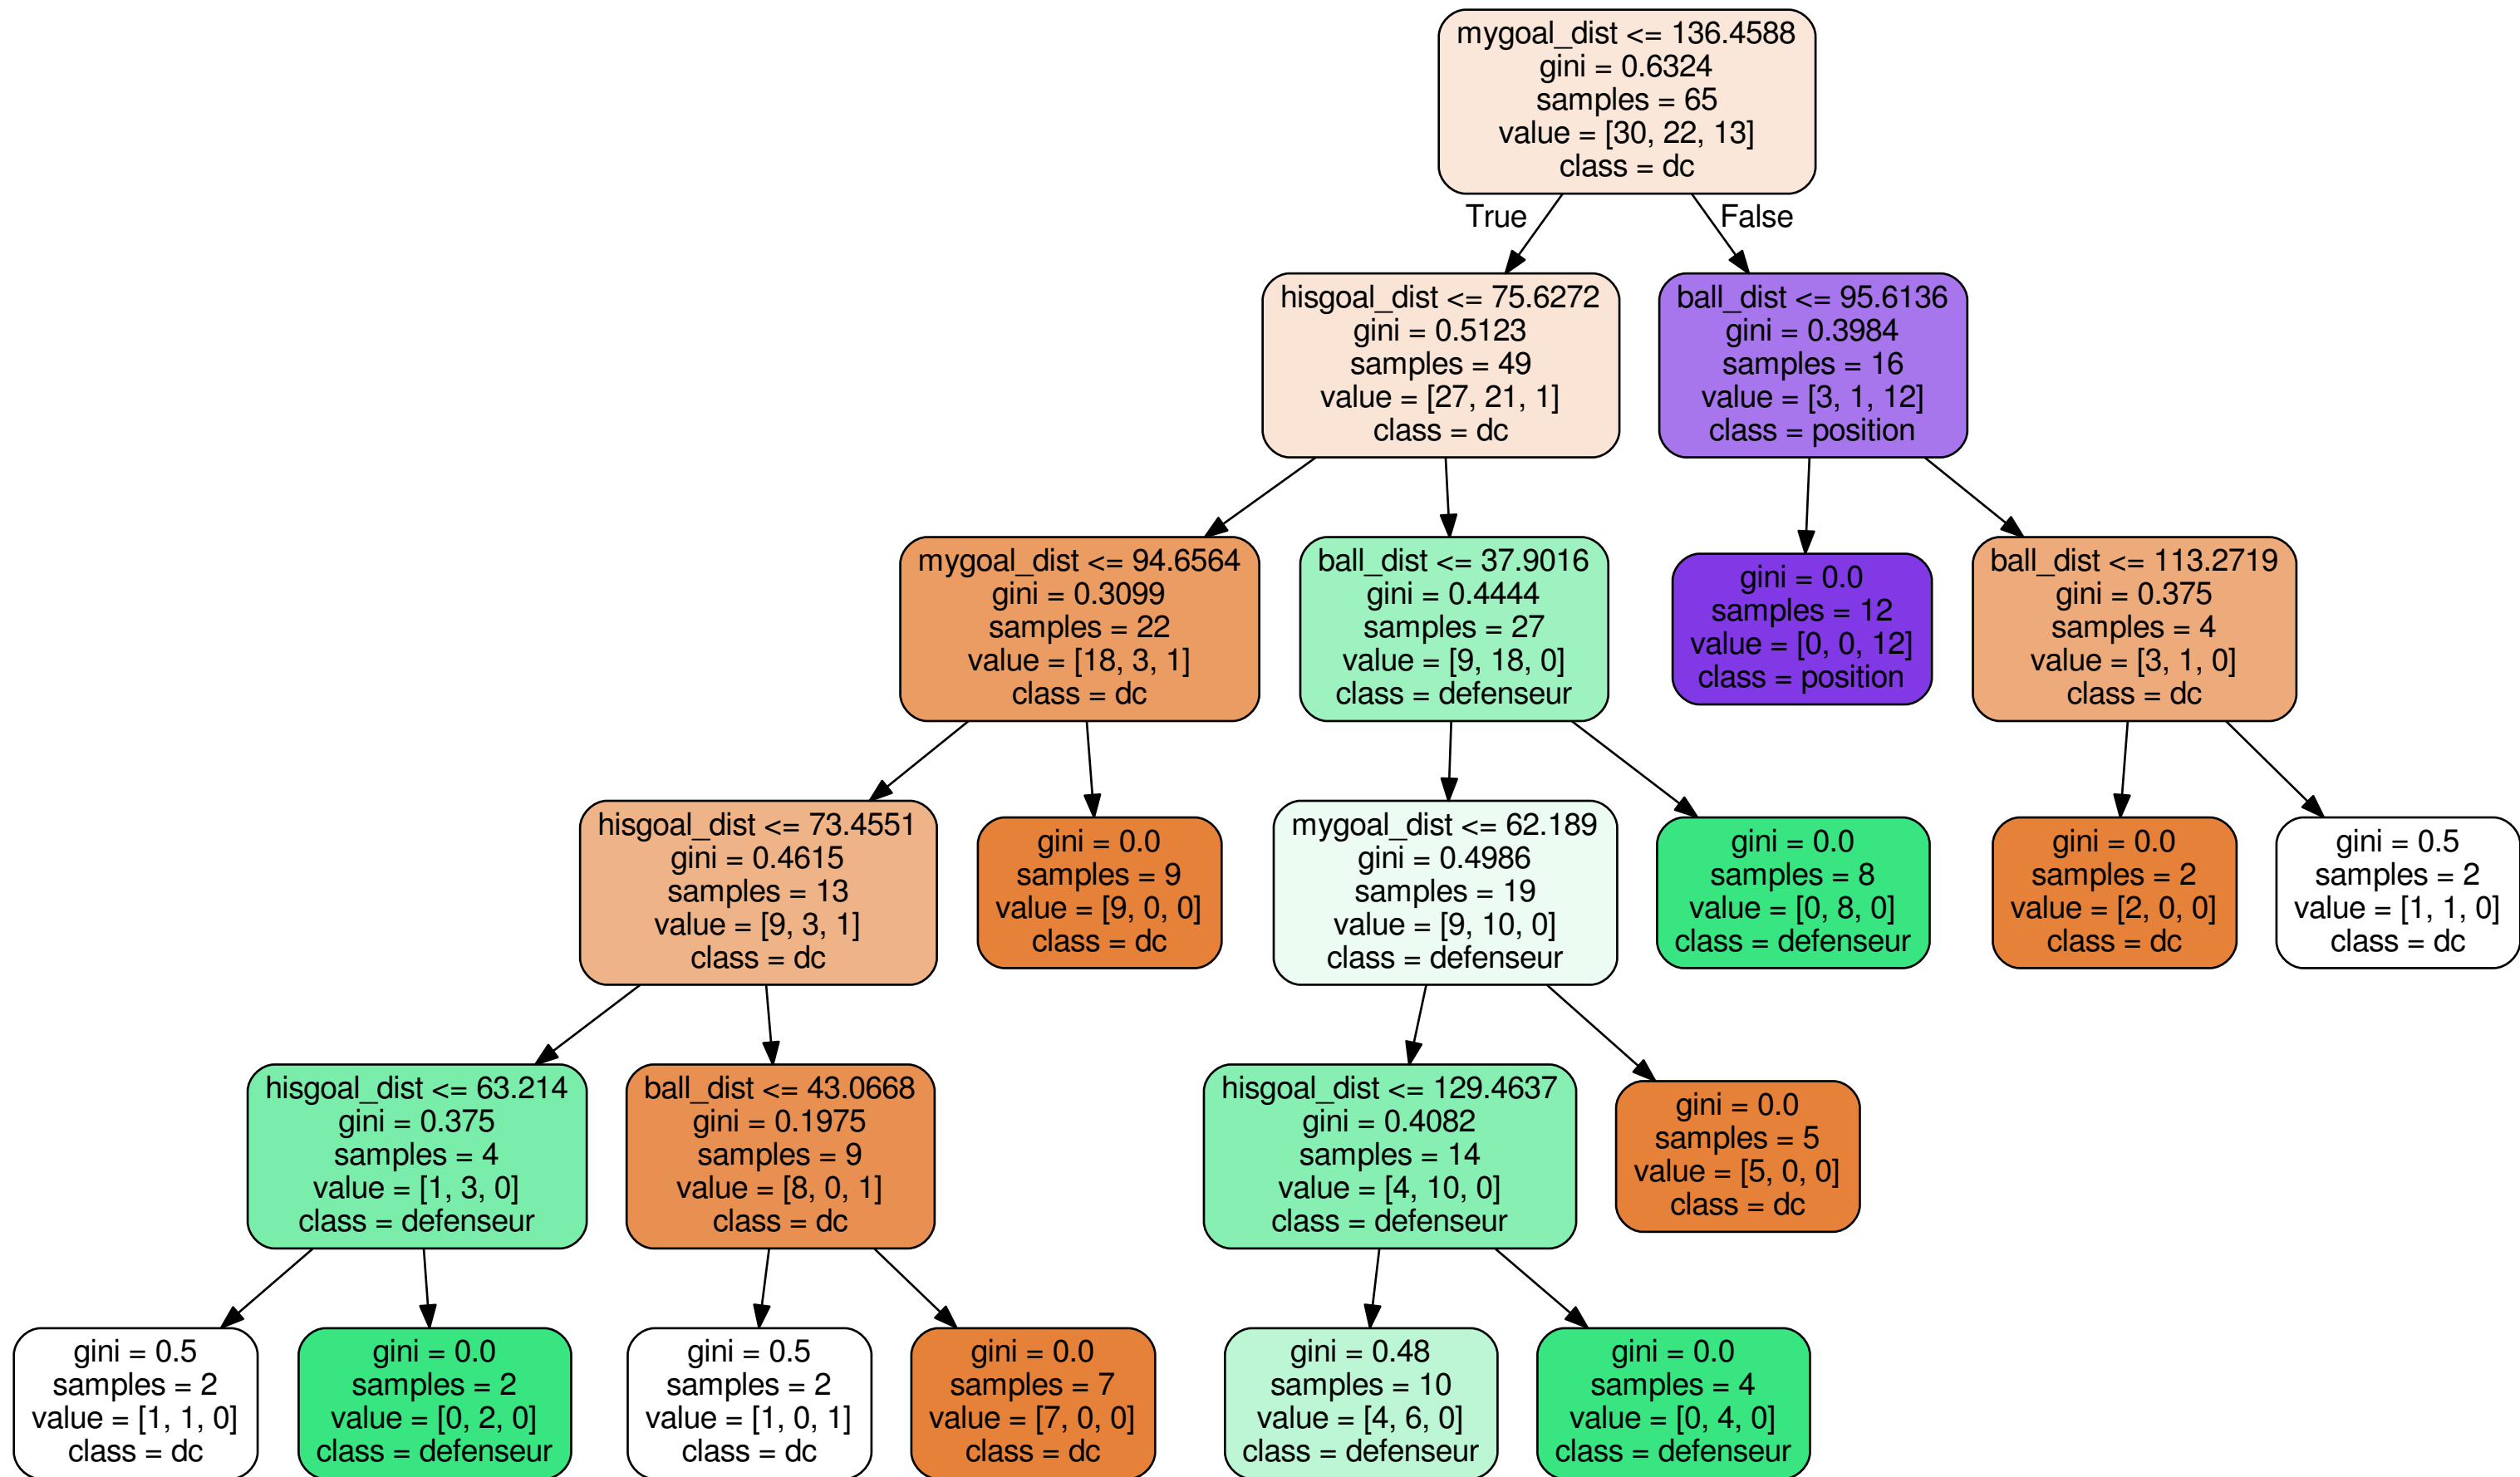 mygoal_dist <= 136.4588
gini = 0.6324
samples = 65
value = [30, 22, 13]
class = dc
True
False
hisgoal_dist <= 75.6272
gini = 0.5123
samples = 49
value = [27, 21, 1]
class = dc
ball_dist <= 95.6136
gini = 0.3984
samples = 16
value = [3, 1, 12]
class = position
mygoal_dist <= 94.6564
gini = 0.3099
samples = 22
value = [18, 3, 1]
class = dc
ball_dist <= 37.9016
gini = 0.4444
samples = 27
value = [9, 18, 0]
class = defenseur
gini = 0.0
samples = 12
value = [0, 0, 12]
class = position
ball_dist <= 113.2719
gini = 0.375
samples = 4
value = [3, 1, 0]
class = dc
hisgoal_dist <= 73.4551
gini = 0.4615
samples = 13
value = [9, 3, 1]
class = dc
gini = 0.0
samples = 9
value = [9, 0, 0]
class = dc
mygoal_dist <= 62.189
gini = 0.4986
samples = 19
value = [9, 10, 0]
class = defenseur
gini = 0.0
samples = 8
value = [0, 8, 0]
class = defenseur
gini = 0.0
samples = 2
value = [2, 0, 0]
class = dc
gini = 0.5
samples = 2
value = [1, 1, 0]
class = dc
hisgoal_dist <= 63.214
gini = 0.375
samples = 4
value = [1, 3, 0]
class = defenseur
ball_dist <= 43.0668
gini = 0.1975
samples = 9
value = [8, 0, 1]
class = dc
hisgoal_dist <= 129.4637
gini = 0.4082
samples = 14
value = [4, 10, 0]
class = defenseur
gini = 0.0
samples = 5
value = [5, 0, 0]
class = dc
gini = 0.5
samples = 2
value = [1, 1, 0]
class = dc
gini = 0.0
samples = 2
value = [0, 2, 0]
class = defenseur
gini = 0.5
samples = 2
value = [1, 0, 1]
class = dc
gini = 0.0
samples = 7
value = [7, 0, 0]
class = dc
gini = 0.48
samples = 10
value = [4, 6, 0]
class = defenseur
gini = 0.0
samples = 4
value = [0, 4, 0]
class = defenseur